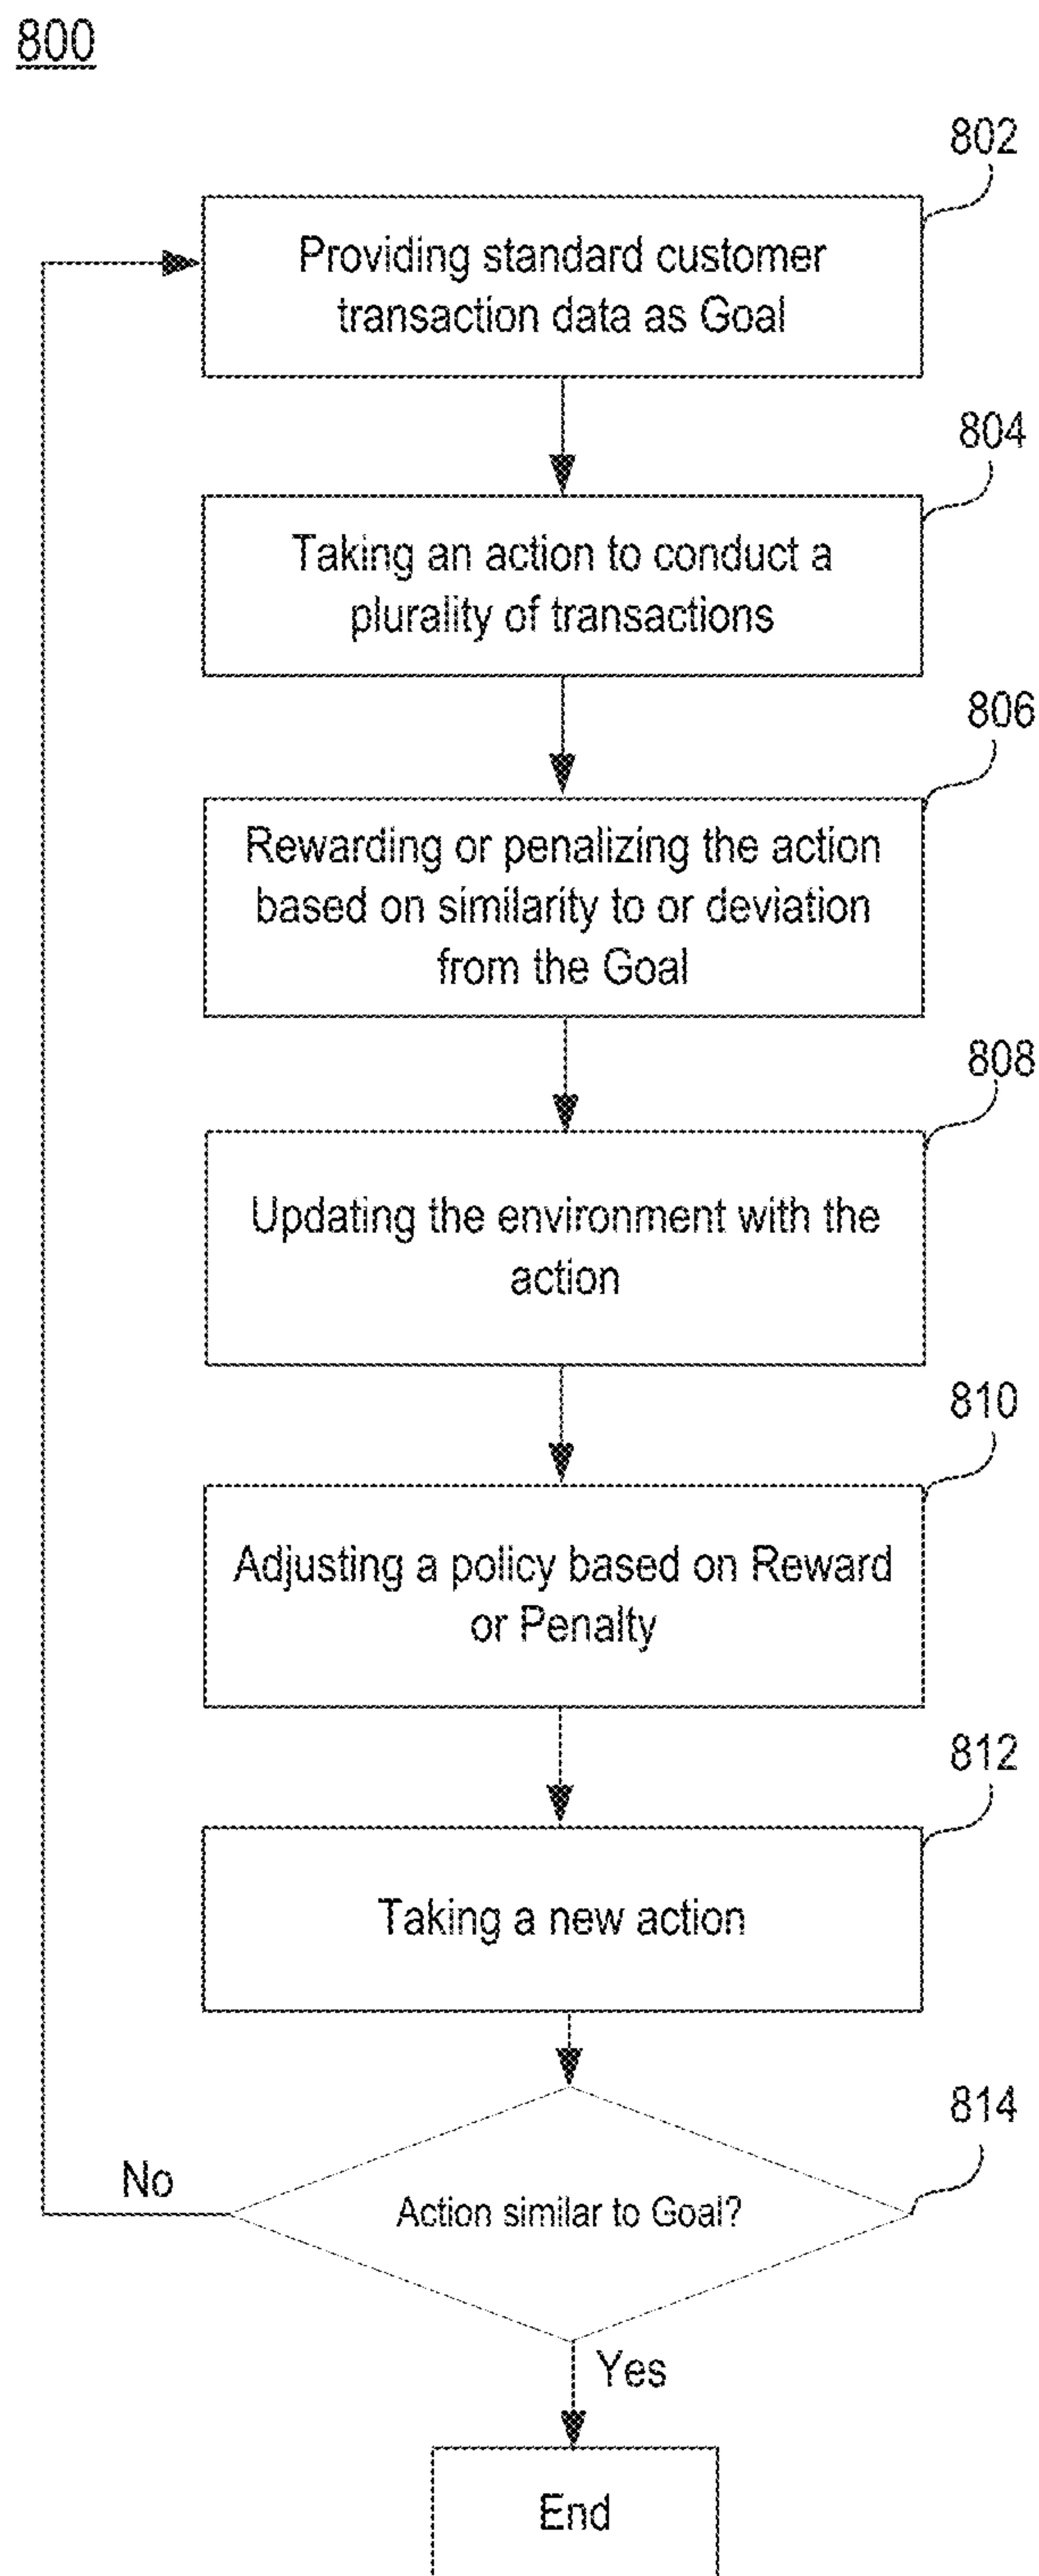 800
802
Providing standard customer
transaction data as Goal
804
Taking an action to conduct a
plurality of transactions
806
Rewarding or penalizing the action
based on similarity to or deviation
from the Goal
808
Updating the environment with the
action
810
Adjusting a policy based on Reward
or Penalty
812
Taking a new action
814
No
Action similar to Goal?
Yes
End